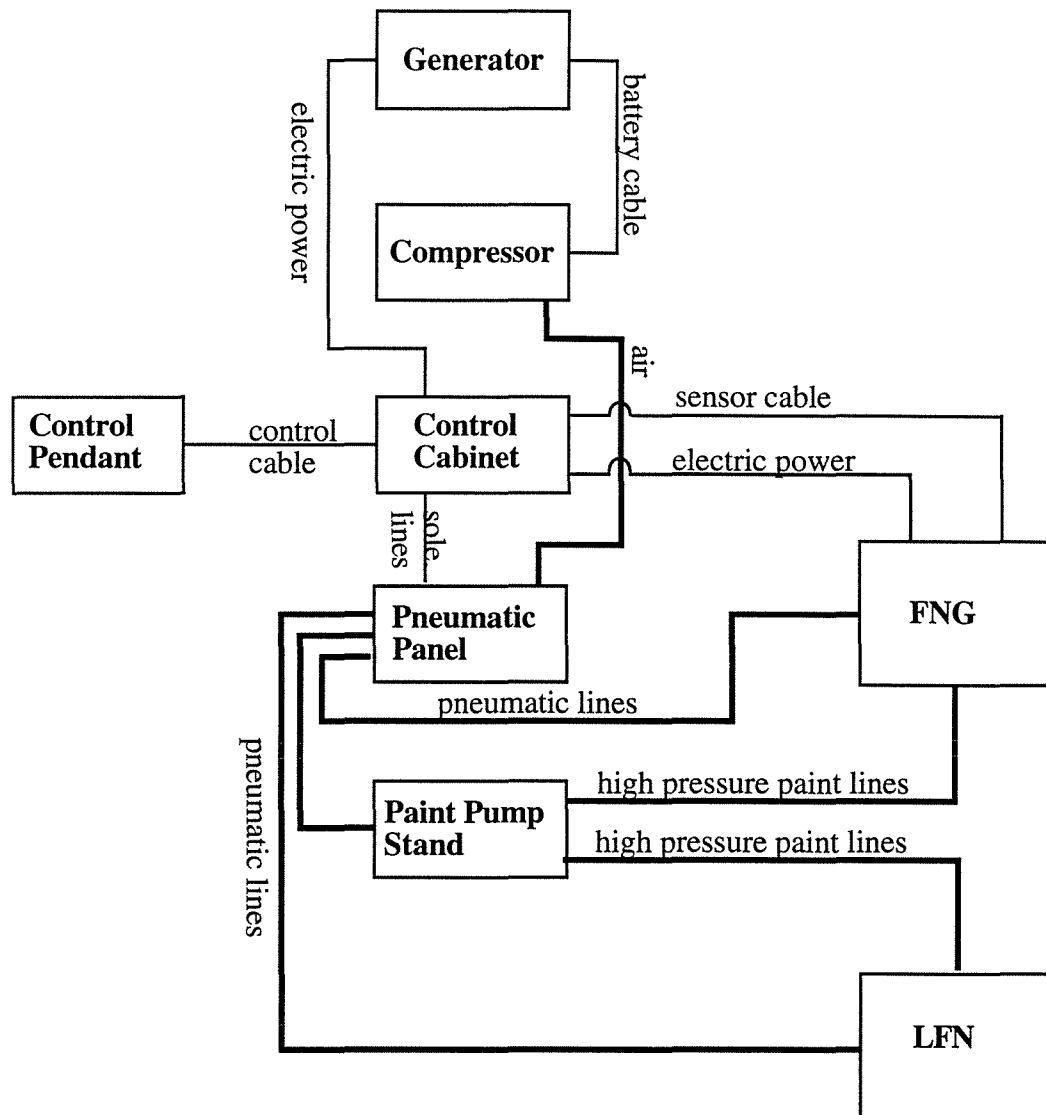 Generator
electric power
battery cable
Compressor
air
sensor cable
Control
Pendant
control
cable
Control
Cabinet
electric power
sole.
lines
Pneumatic
Panel
FNG
pneumatic lines
pneumatic lines
high pressure paint lines
Paint Pump
Stand
high pressure paint lines
LFN